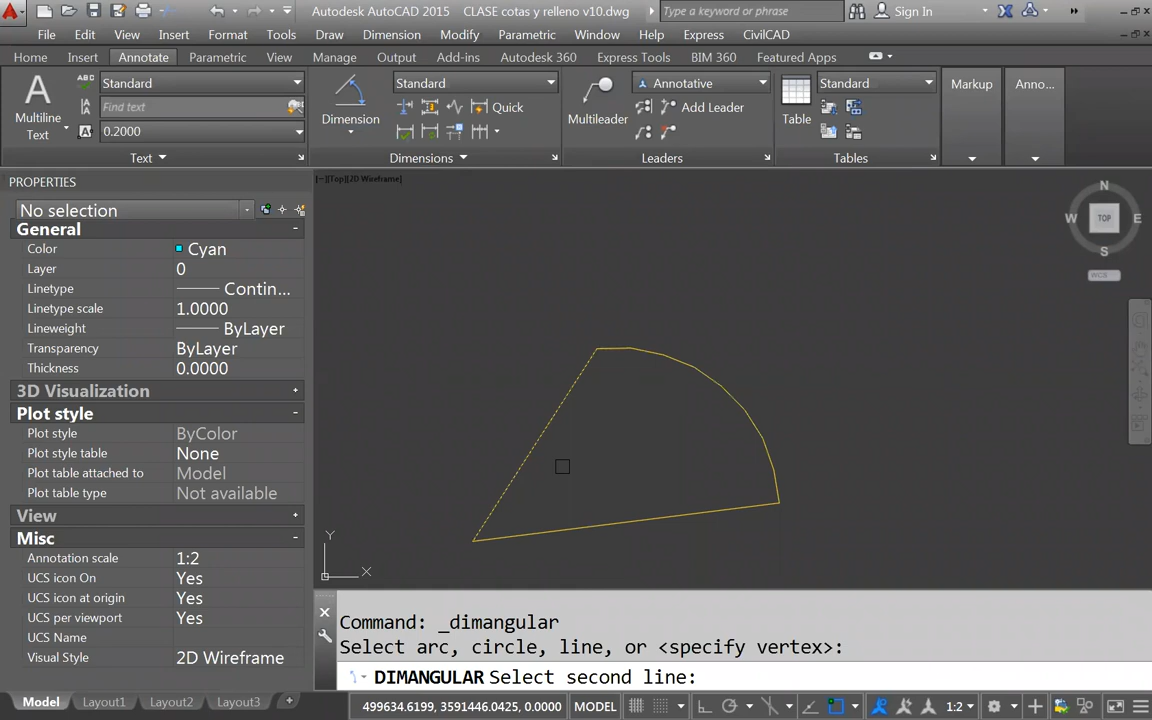 Autodesk AutoCAD 2015 CLASE cotas y relleno v10.dwg Type a keyword or phrase Sign In
File Edit View Insert Format Tools Draw Dimension Modify Parametric Window Help Express CivilCAD
Home Insert Annotate Parametric View Manage Output Add-ins Autodesk 360 Express Tools BIM 360 Featured Apps
A ABC Standard Standard Annotative Standard Markup Anno...
Multiline Text Find text Dimension Quick Multileader Add Leader Table
A 0.2000
Text Dimensions Leaders Tables
PROPERTIES [−][Top][2D Wireframe]
No selection
General
Color Cyan
Layer 0
Linetype Contin...
Linetype scale 1.0000
Lineweight ByLayer
Transparency ByLayer
Thickness 0.0000
3D Visualization
Plot style
Plot style ByColor
Plot style table None
Plot table attached to Model
Plot table type Not available
View
Misc
Annotation scale 1:2
UCS icon On Yes
UCS icon at origin Yes
UCS per viewport Yes
UCS Name
Visual Style 2D Wireframe
N
W TOP E
S
WCS
Y
X
Command: _dimangular
Select arc, circle, line, or <specify vertex>:
DIMANGULAR Select second line:
Model Layout1 Layout2 Layout3 + 499634.6199, 3591446.0425, 0.0000 MODEL 1:2